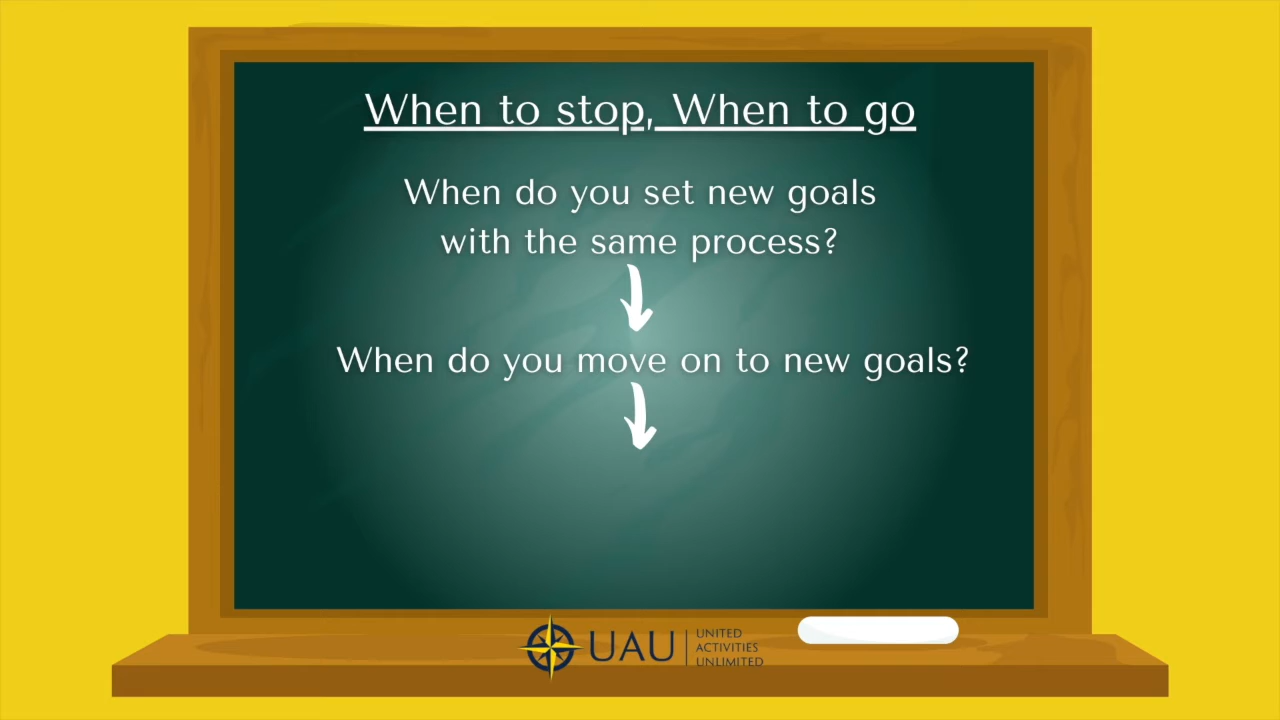 When to stop, When to go
When do you set new goals
with the same process?
When do you move on to new goals?
UAU
UNITED
ACTIVITIES
UNLIMITED